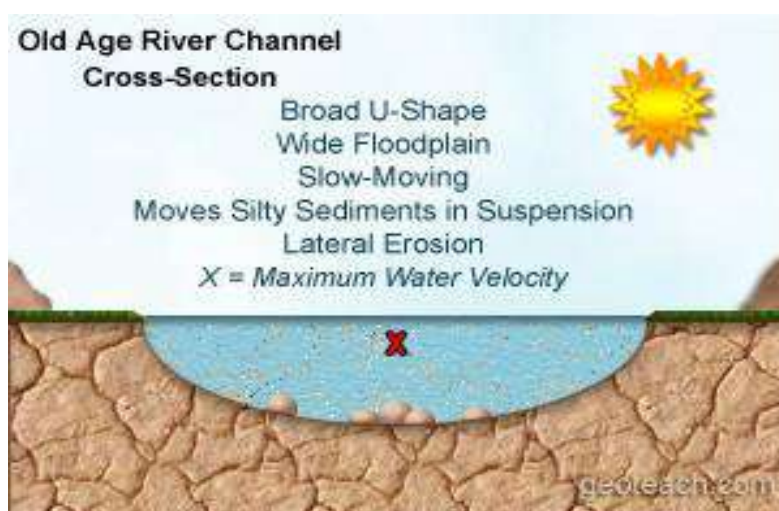 Old Age River Channel
Cross-Section
Broad U-Shape
Wide Floodplain
Slow-Moving
Moves Silty Sediments in Suspension
Lateral Erosion
X = Maximum Water Velocity
X
geoteach.com